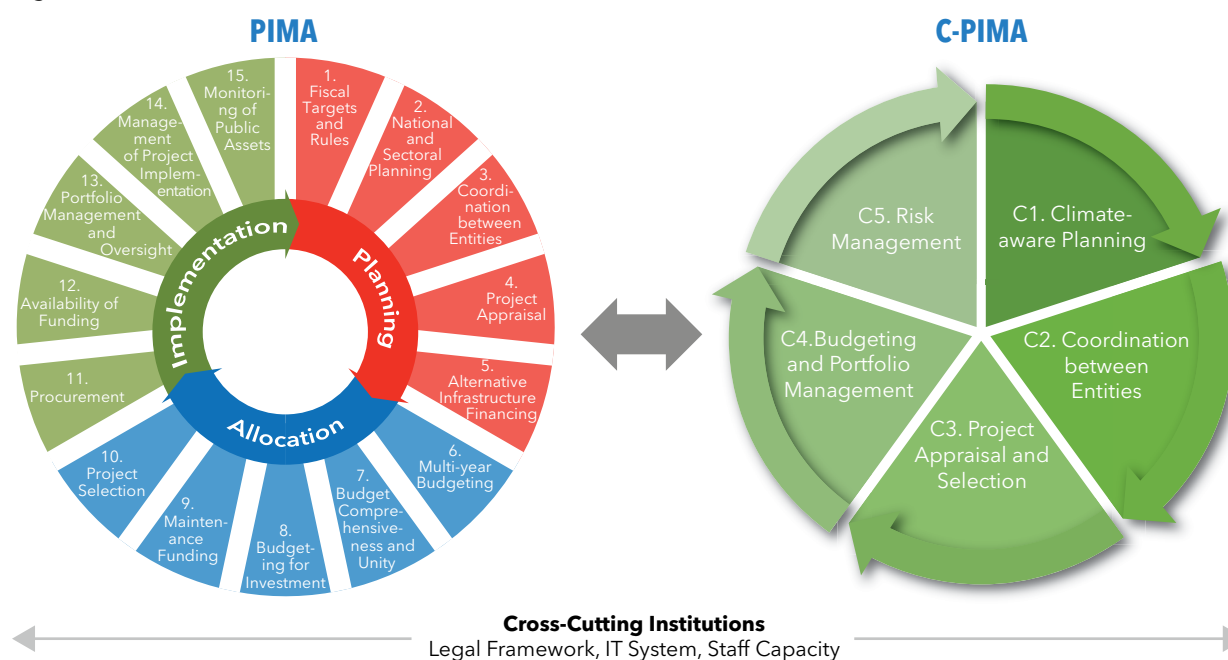 PIMA
1.
Fiscal
Targets
and
Rules
2.
National
and
Sectoral
Planning
3.
Coordi-
nation
between
Entities
4.
Project
Appraisal
5.
Alternative
Infrastructure
Financing
6.
Multi-year
Budgeting
7.
Budget
Compre-
hensive-
ness and
Unity
8.
Budget-
ing for
Investment
9.
Mainten-
ance
Funding
10.
Project
Selection
11.
Procurement
12.
Availability of
Funding
13.
Portfolio
Management
and
Oversight
14.
Manage-
ment
of Project
Implem-
entation
15.
Monitori-
ng of
Public
Assets
Planning
Allocation
Implementation
C-PIMA
C1. Climate-
aware Planning
C2. Coordination
between
Entities
C3. Project
Appraisal and
Selection
C4.Budgeting
and Portfolio
Management
C5. Risk
Management
Cross-Cutting Institutions
Legal Framework, IT System, Staff Capacity